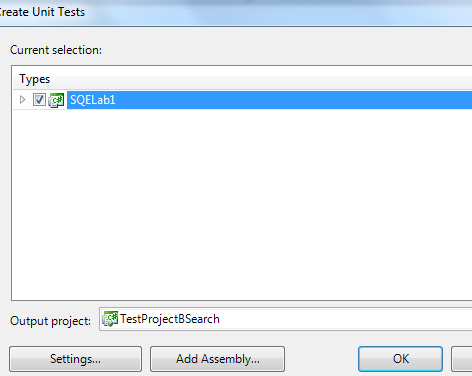 Create Unit Tests
Current selection:
Types
SQELab1
Output project: TestProjectBSearch
Settings... Add Assembly... OK